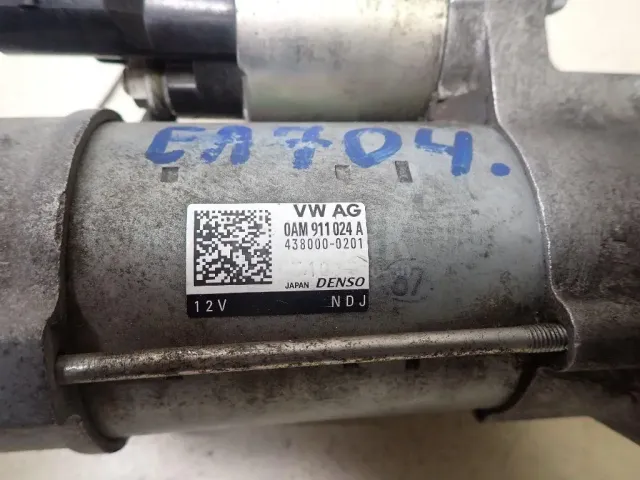 EA704.
VW AG
0AM 911 024 A
438000-0201
JAPAN DENSO
12V NDJ